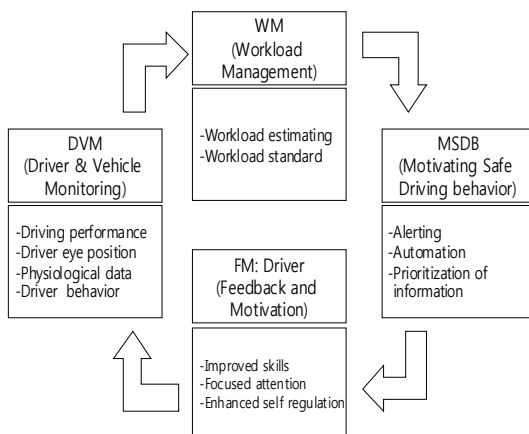 WM
(Workload
Management)
-Workload estimating
-Workload standard
DVM
(Driver & Vehicle
Monitoring)
-Driving performance
-Driver eye position
-Physiological data
-Driver behavior
MSDB
(Motivating Safe
Driving behavior)
-Alerting
-Automation
-Prioritization of
information
FM: Driver
(Feedback and
Motivation)
-Improved skills
-Focused attention
-Enhanced self regulation